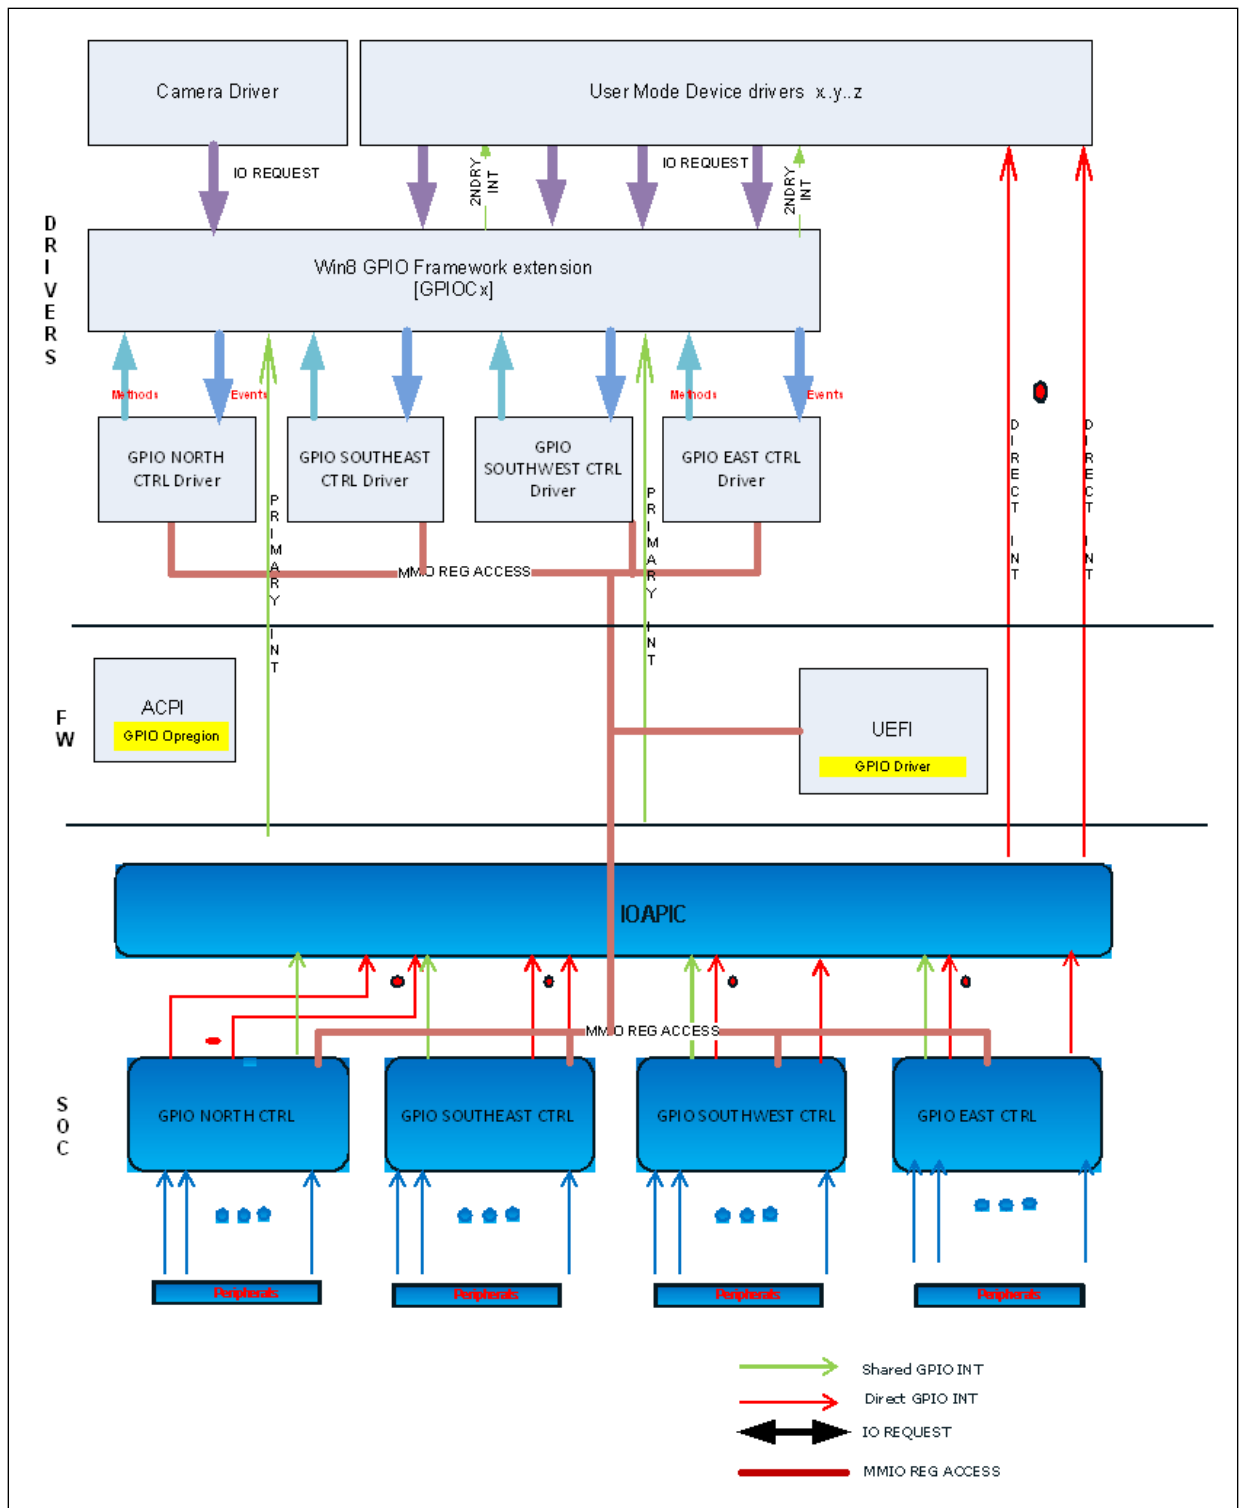 Camera Driver
User Mode Device drivers x..y..z
IO REQUEST
2NDRY INT
IO REQUEST
2NDRY INT
DRIVERS
Win8 GPIO Framework extension
[GPIOCx]
Methods
Events
Methods
Events
GPIO NORTH
CTRL Driver
GPIO SOUTHEAST
CTRL Driver
GPIO
SOUTHWEST CTRL
Driver
GPIO EAST CTRL
Driver
PRIMARY INT
PRIMARY INT
DIRECT INT
DIRECT INT
MMIO REG ACCESS
FW
ACPI
GPIO Opregion
UEFI
GPIO Driver
IOAPIC
MMIO REG ACCESS
SOC
GPIO NORTH CTRL
GPIO SOUTHEAST CTRL
GPIO SOUTHWEST CTRL
GPIO EAST CTRL
Peripherals
Peripherals
Peripherals
Peripherals
Shared GPIO INT
Direct GPIO INT
IO REQUEST
MMIO REG ACCESS